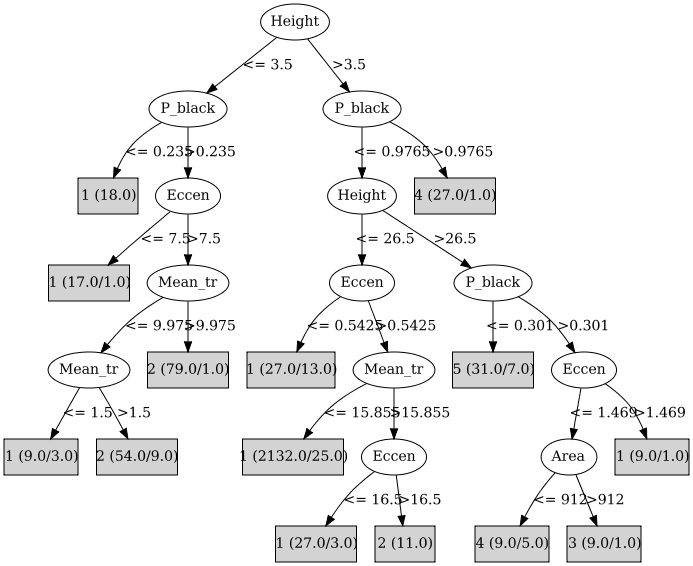 Height
<= 3.5 >3.5
P_black P_black
<= 0.235 >0.235 <= 0.9765 >0.9765
1 (18.0) Eccen Height 4 (27.0/1.0)
<= 7.5 >7.5 <= 26.5 >26.5
1 (17.0/1.0) Mean_tr Eccen P_black
<= 9.975 >9.975 <= 0.5425 >0.5425 <= 0.301 >0.301
Mean_tr 2 (79.0/1.0) 1 (27.0/13.0) Mean_tr 5 (31.0/7.0) Eccen
<= 1.5 >1.5 <= 15.855 >15.855 <= 1.469 >1.469
1 (9.0/3.0) 2 (54.0/9.0) 1 (2132.0/25.0) Eccen Area 1 (9.0/1.0)
<= 16.5 >16.5 <= 912 >912
1 (27.0/3.0) 2 (11.0) 4 (9.0/5.0) 3 (9.0/1.0)